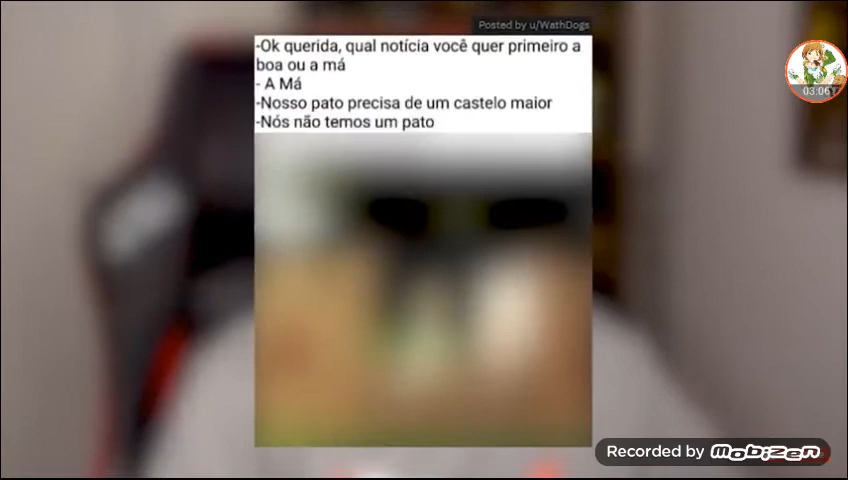 Posted by u/WathDogs
-Ok querida, qual notícia você quer primeiro a
boa ou a má
- A Má
-Nosso pato precisa de um castelo maior
-Nós não temos um pato
03:06
Recorded by Mobizen